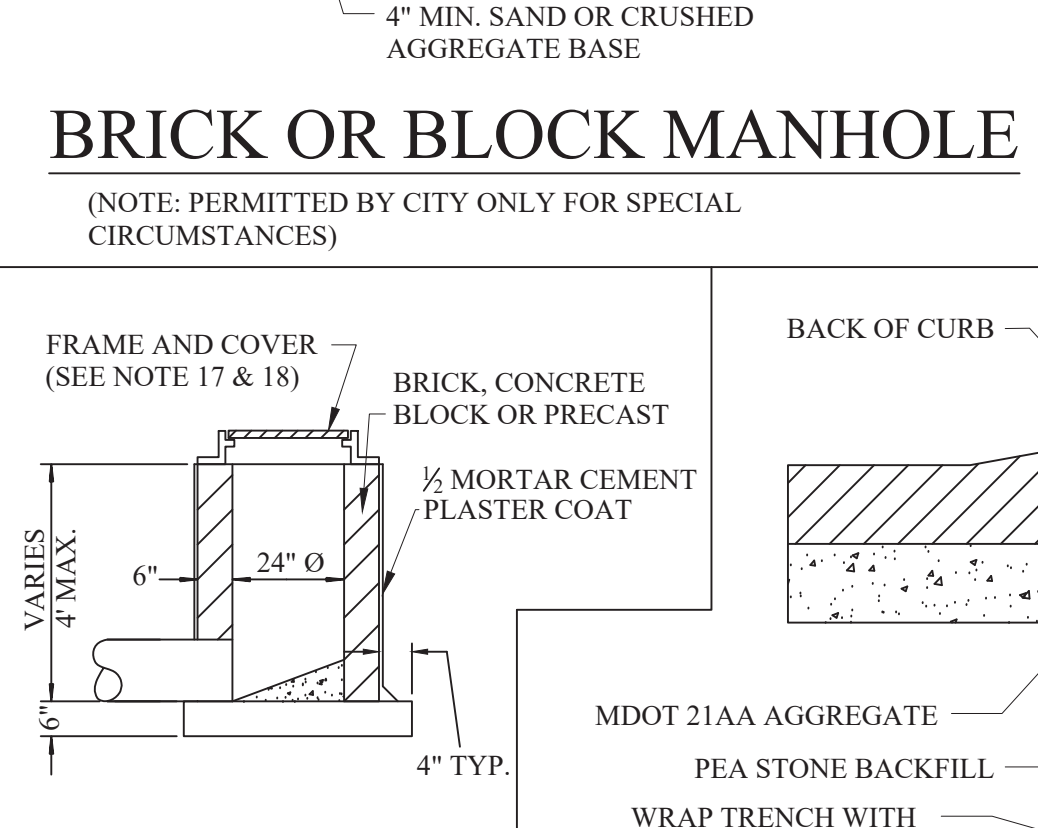 4" MIN. SAND OR CRUSHED
AGGREGATE BASE
BRICK OR BLOCK MANHOLE
(NOTE: PERMITTED BY CITY ONLY FOR SPECIAL
CIRCUMSTANCES)
FRAME AND COVER
(SEE NOTE 17 & 18)
BRICK, CONCRETE
BLOCK OR PRECAST
½ MORTAR CEMENT
PLASTER COAT
VARIES
4' MAX.
6"
24" Ø
6"
4" TYP.
BACK OF CURB
MDOT 21AA AGGREGATE
PEA STONE BACKFILL
WRAP TRENCH WITH